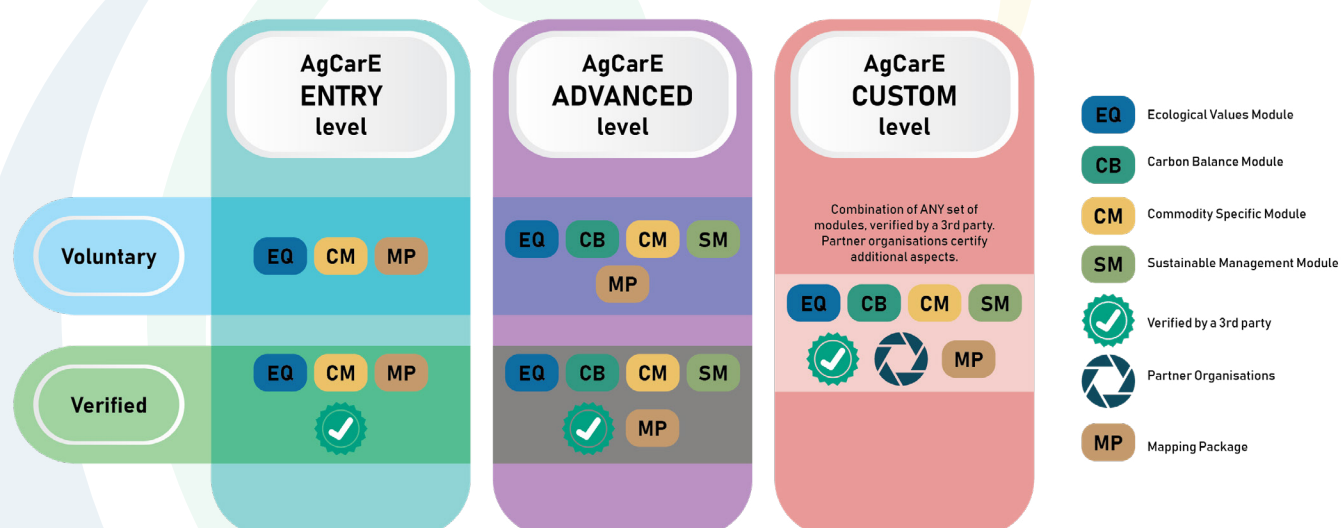 AgCarE
ENTRY
level
AgCarE
ADVANCED
level
AgCarE
CUSTOM
level
Voluntary
EQ CM MP
EQ CB CM SM
MP
Combination of ANY set of
modules, verified by a 3rd party.
Partner organisations certify
additional aspects.
EQ CB CM SM
MP
Verified
EQ CM MP
EQ CB CM SM
MP
EQ Ecological Values Module
CB Carbon Balance Module
CM Commodity Specific Module
SM Sustainable Management Module
Verified by a 3rd party
Partner Organisations
MP Mapping Package